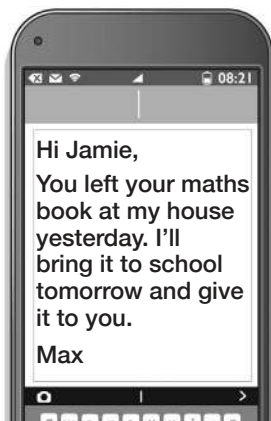 08:21
Hi Jamie,
You left your maths
book at my house
yesterday. I'll
bring it to school
tomorrow and give
it to you.
Max